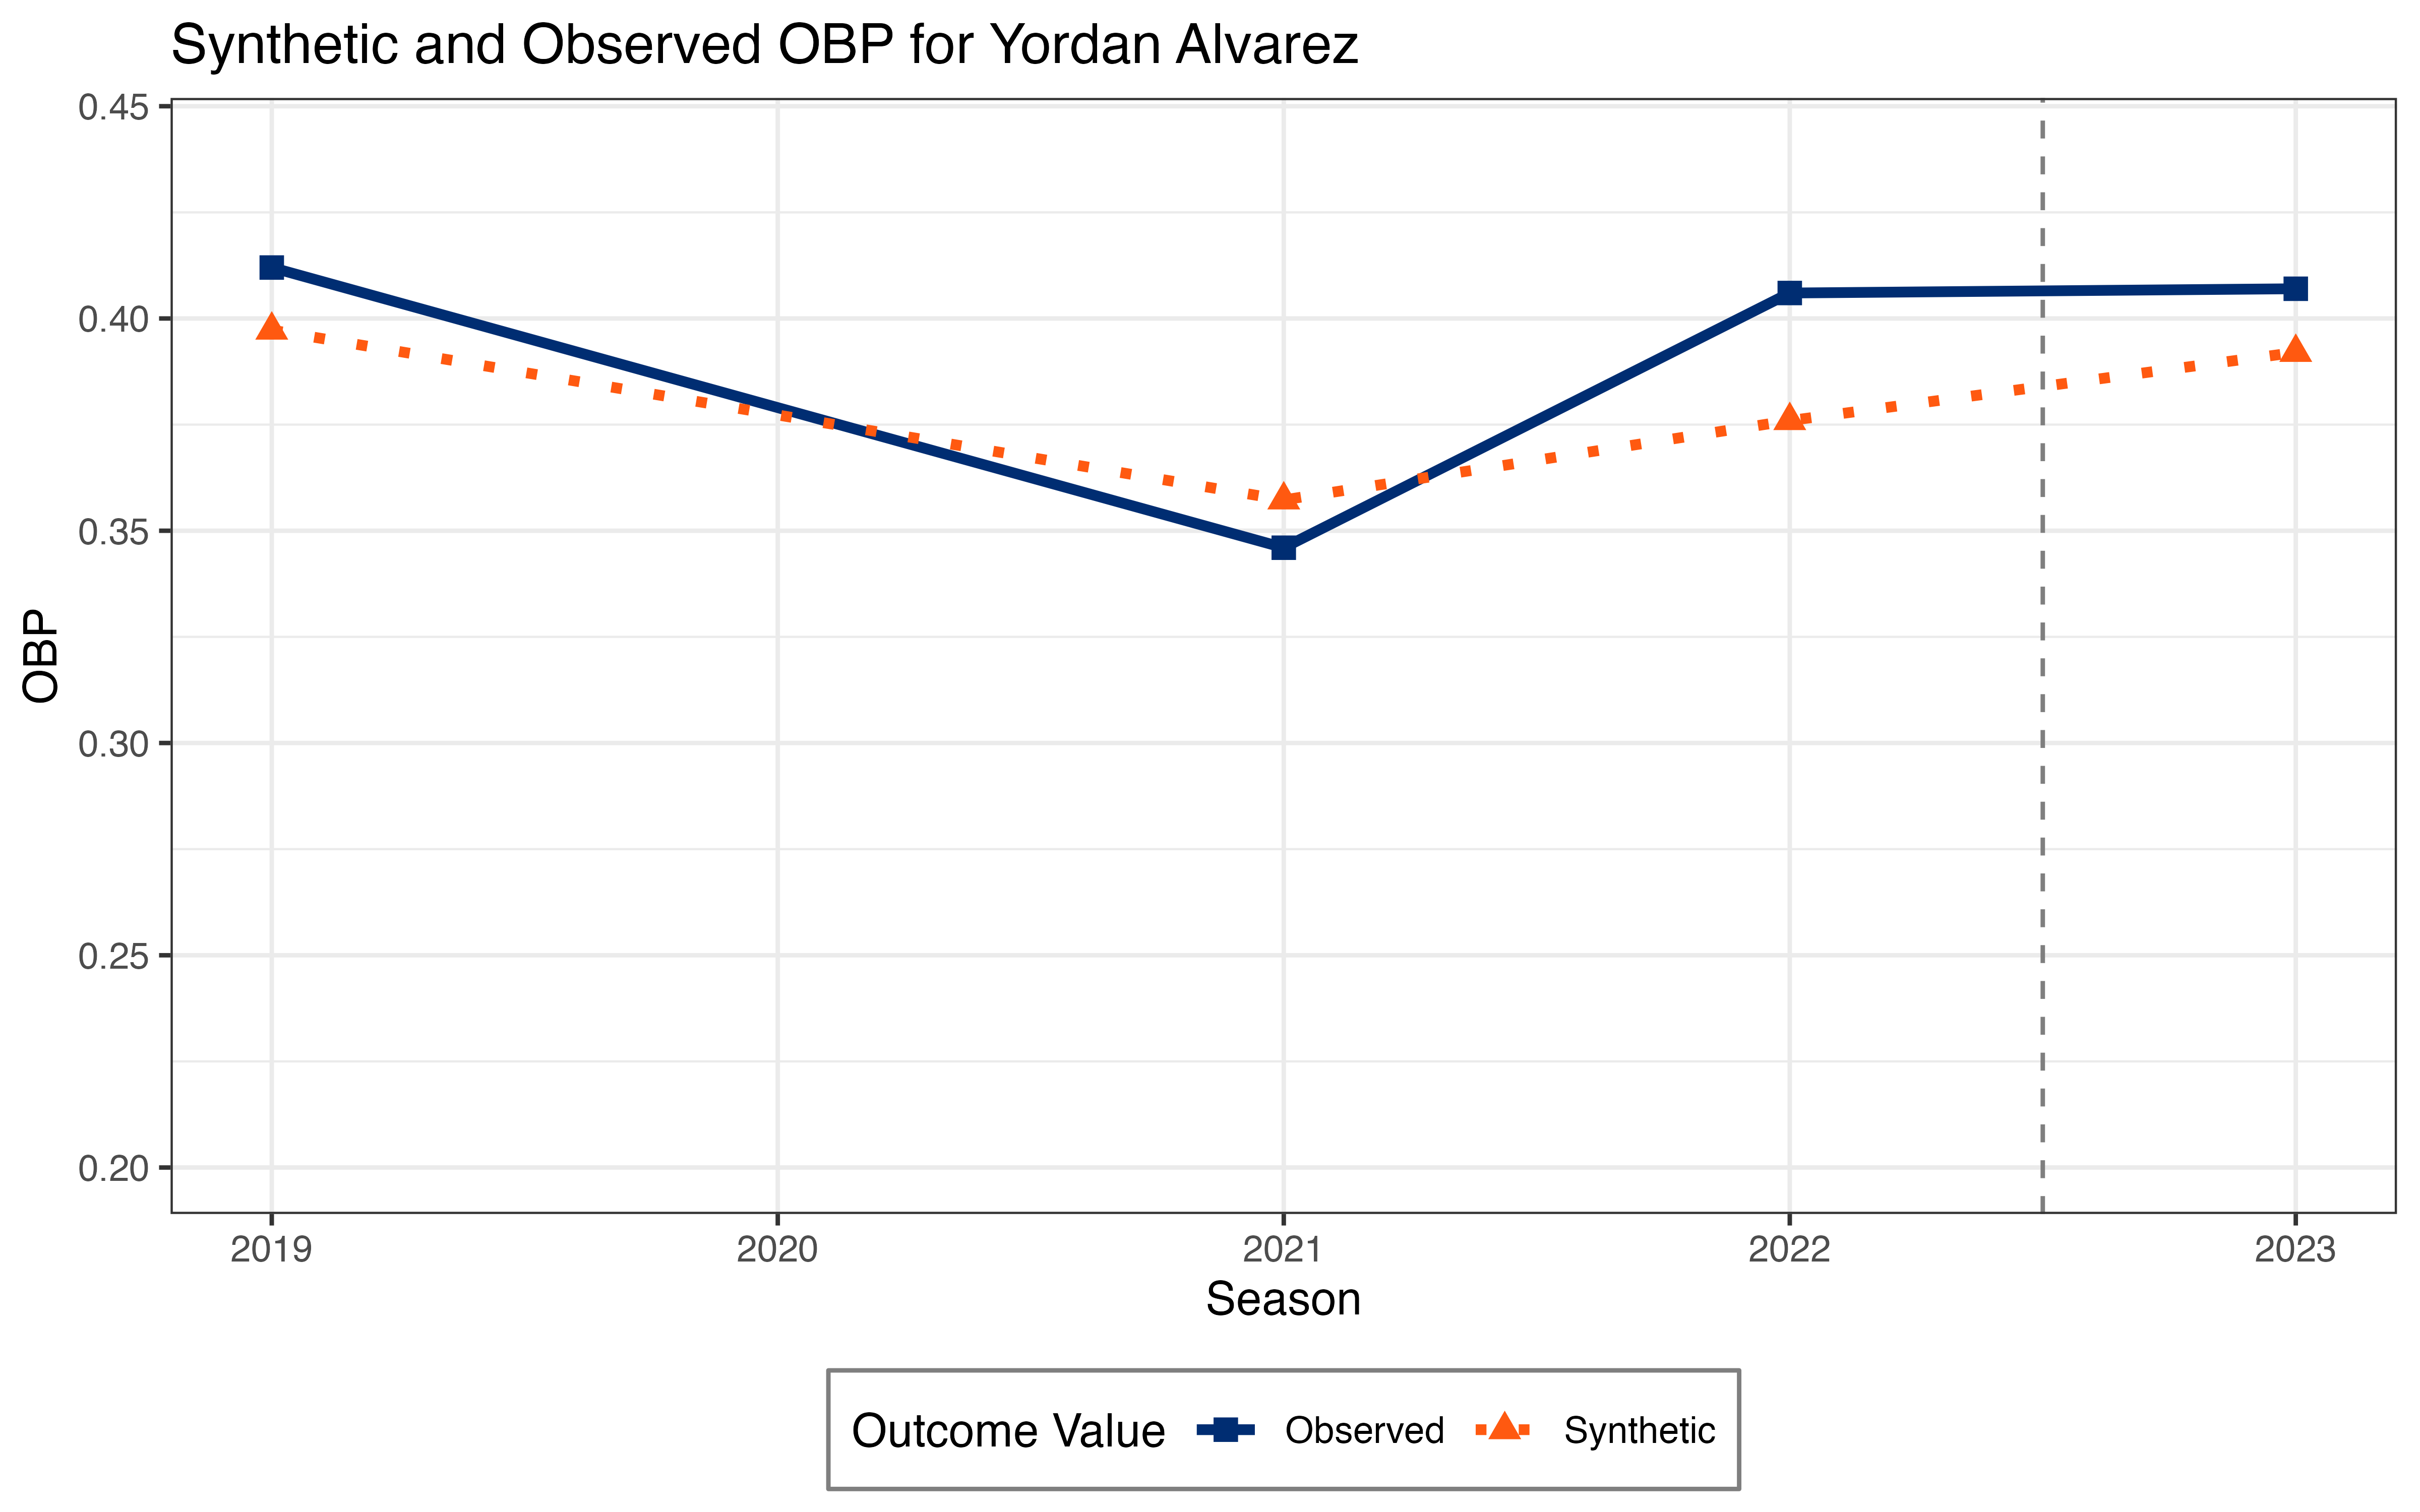 Synthetic and Observed OBP for Yordan Alvarez
0.45
0.40
0.35
0.30
0.25
0.20
OBP
2019 2020 2021 2022 2023
Season
Outcome Value Observed Synthetic